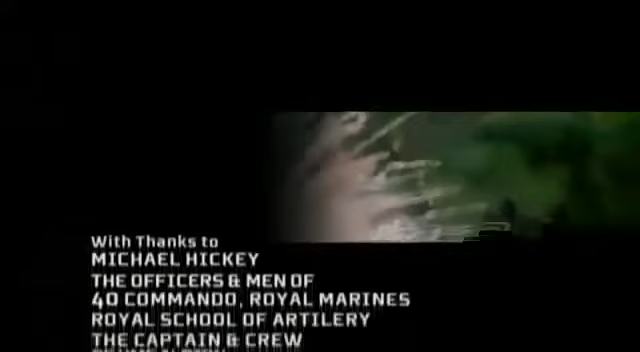 With Thanks to
MICHAEL HICKEY
THE OFFICERS & MEN OF
40 COMMANDO, ROYAL MARINES
ROYAL SCHOOL OF ARTILERY
THE CAPTAIN & CREW